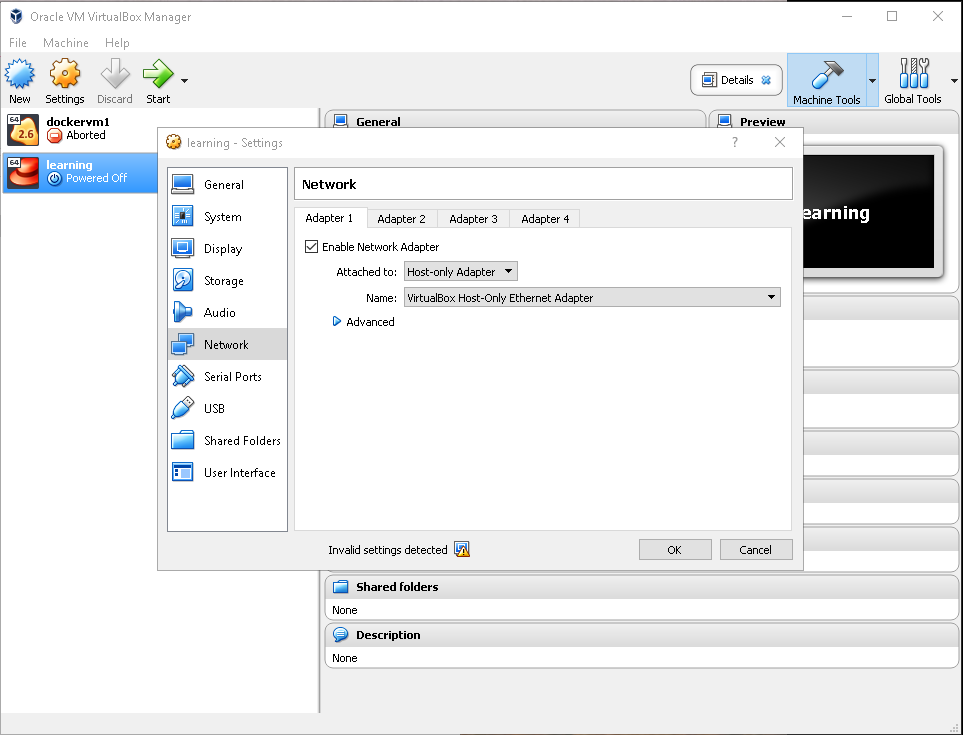 Oracle VM VirtualBox Manager
File Machine Help
New Settings Discard Start
Details
Machine Tools
Global Tools
64
2.6
dockervm1
Aborted
64
learning
Powered Off
General
Preview
earning
learning - Settings
?
General
System
Display
Storage
Audio
Network
Serial Ports
USB
Shared Folders
User Interface
Network
Adapter 1 Adapter 2 Adapter 3 Adapter 4
Enable Network Adapter
Attached to: Host-only Adapter
Name: VirtualBox Host-Only Ethernet Adapter
Advanced
Invalid settings detected
OK
Cancel
Shared folders
None
Description
None